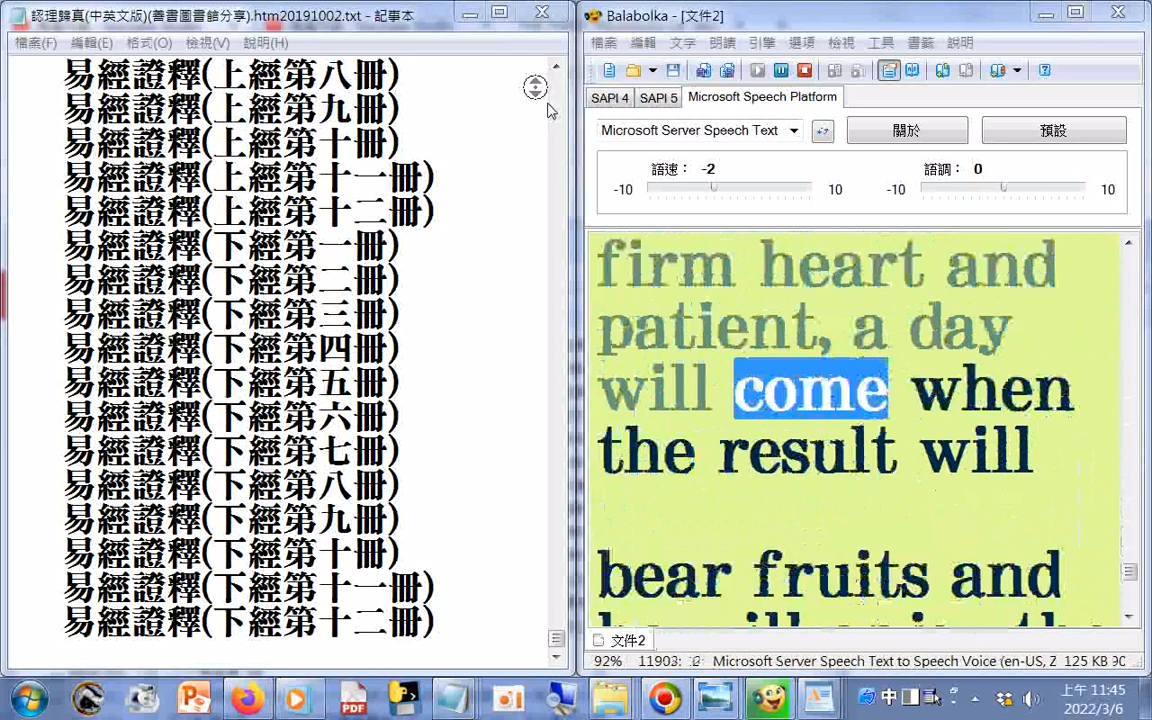 認理歸真(中英文版)(善書圖書館分享).htm20191002.txt - 記事本
檔案(F) 編輯(E) 格式(O) 檢視(V) 說明(H)
易經證釋(上經第八冊)
易經證釋(上經第九冊)
易經證釋(上經第十冊)
易經證釋(上經第十一冊)
易經證釋(上經第十二冊)
易經證釋(下經第一冊)
易經證釋(下經第二冊)
易經證釋(下經第三冊)
易經證釋(下經第四冊)
易經證釋(下經第五冊)
易經證釋(下經第六冊)
易經證釋(下經第七冊)
易經證釋(下經第八冊)
易經證釋(下經第九冊)
易經證釋(下經第十冊)
易經證釋(下經第十一冊)
易經證釋(下經第十二冊)
Balabolka - [文件2]
檔案 編輯 文字 朗讀 引擎 選項 檢視 工具 書籤 說明
SAPI 4 SAPI 5 Microsoft Speech Platform
Microsoft Server Speech Text 關於 預設
語速： -2 語調： 0
-10 10 -10 10
firm heart and
patient, a day
will come when
the result will
bear fruits and
文件2
92% 11903: Microsoft Server Speech Text to Speech Voice (en-US, Z 125 KB
PDF 中 上午 11:45
2022/3/6